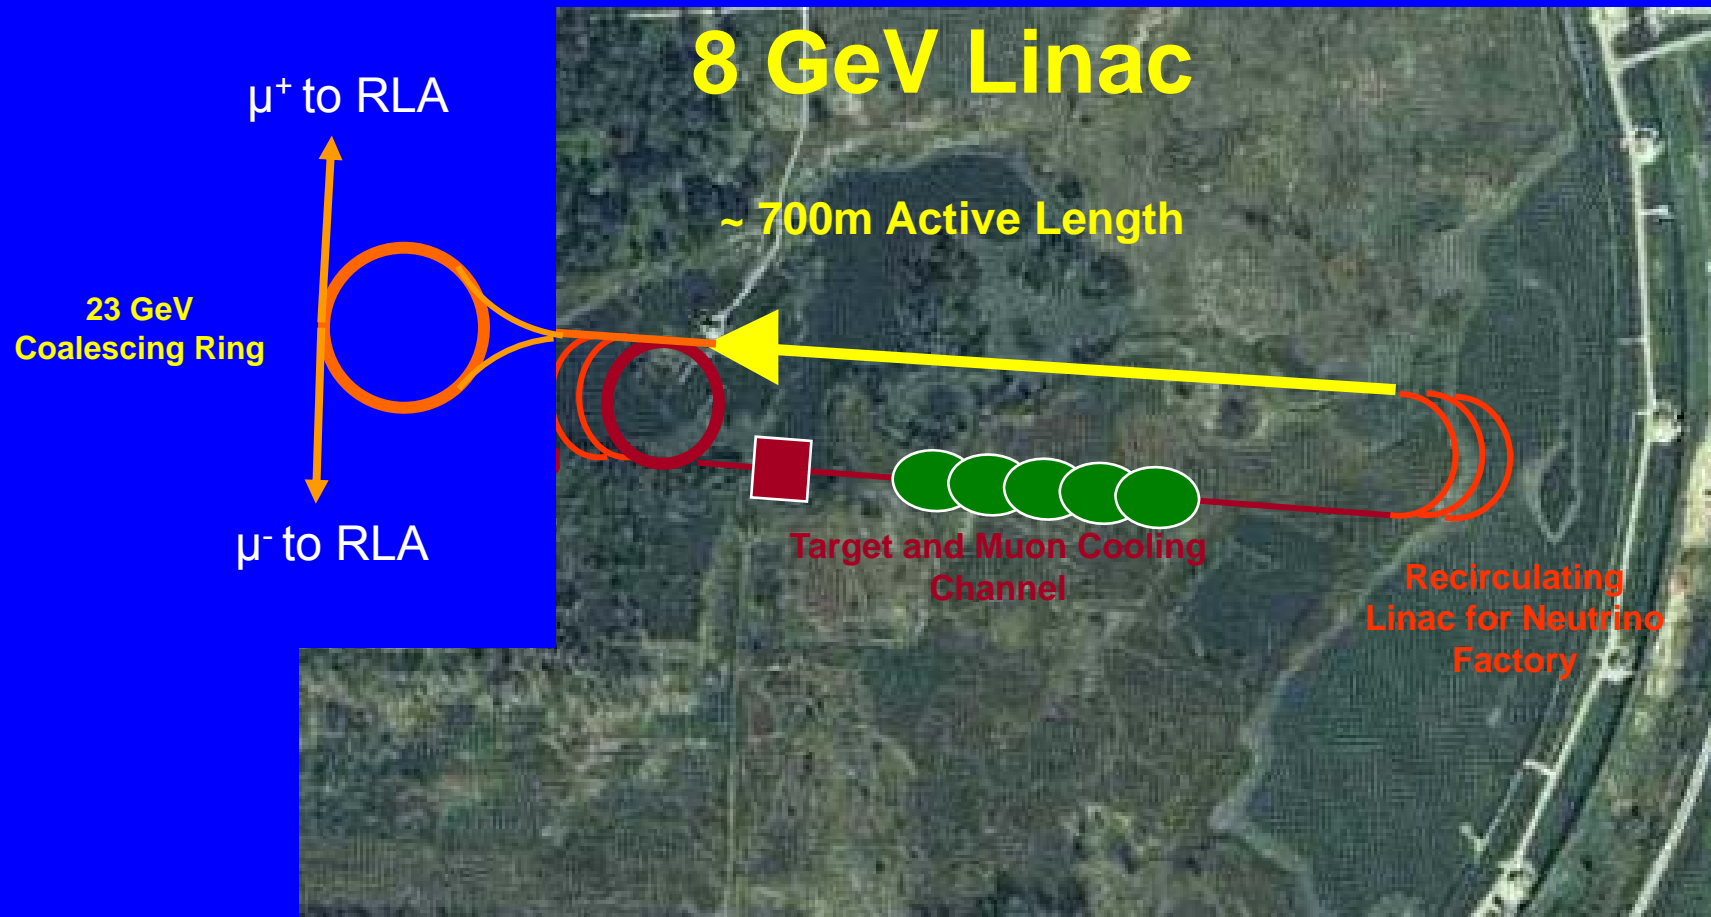 8 GeV Linac
µ+ to RLA
~ 700m Active Length
23 GeV
Coalescing Ring
µ- to RLA
Target and Muon Cooling
Channel
Recirculating
Linac for Neutrino
Factory